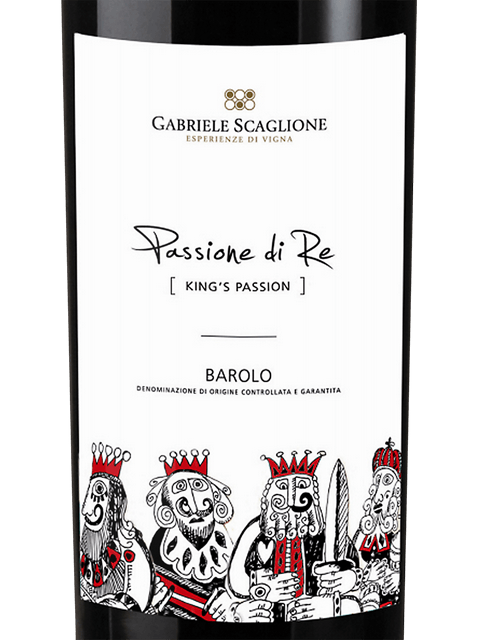 GABRIELE SCAGLIONE
ESPERIENZE DI VIGNA
Passione di Re
[ KING'S PASSION ]
BAROLO
DENOMINAZIONE DI ORIGINE CONTROLLATA E GARANTITA